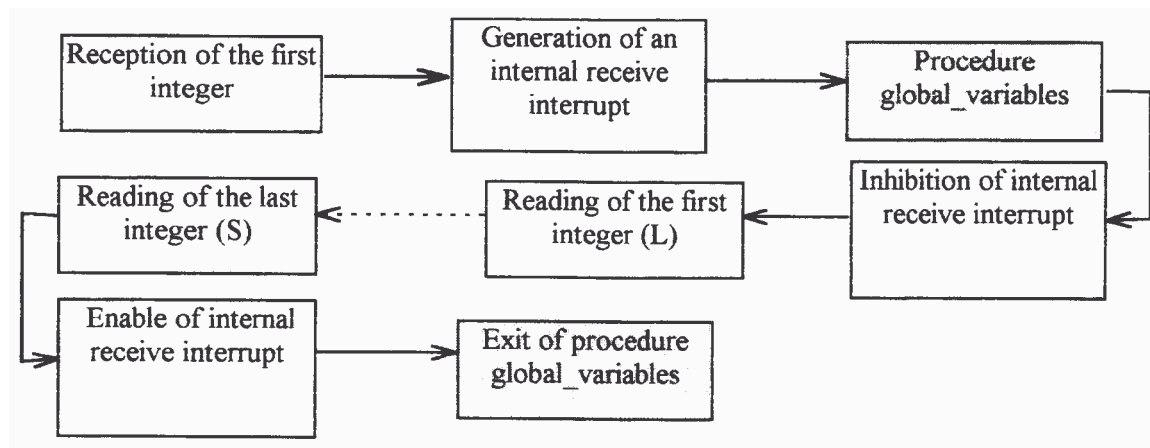 Reception of the first
integer
Generation of an
internal receive
interrupt
Procedure
global_variables
Inhibition of internal
receive interrupt
Reading of the first
integer (L)
Reading of the last
integer (S)
Enable of internal
receive interrupt
Exit of procedure
global_variables